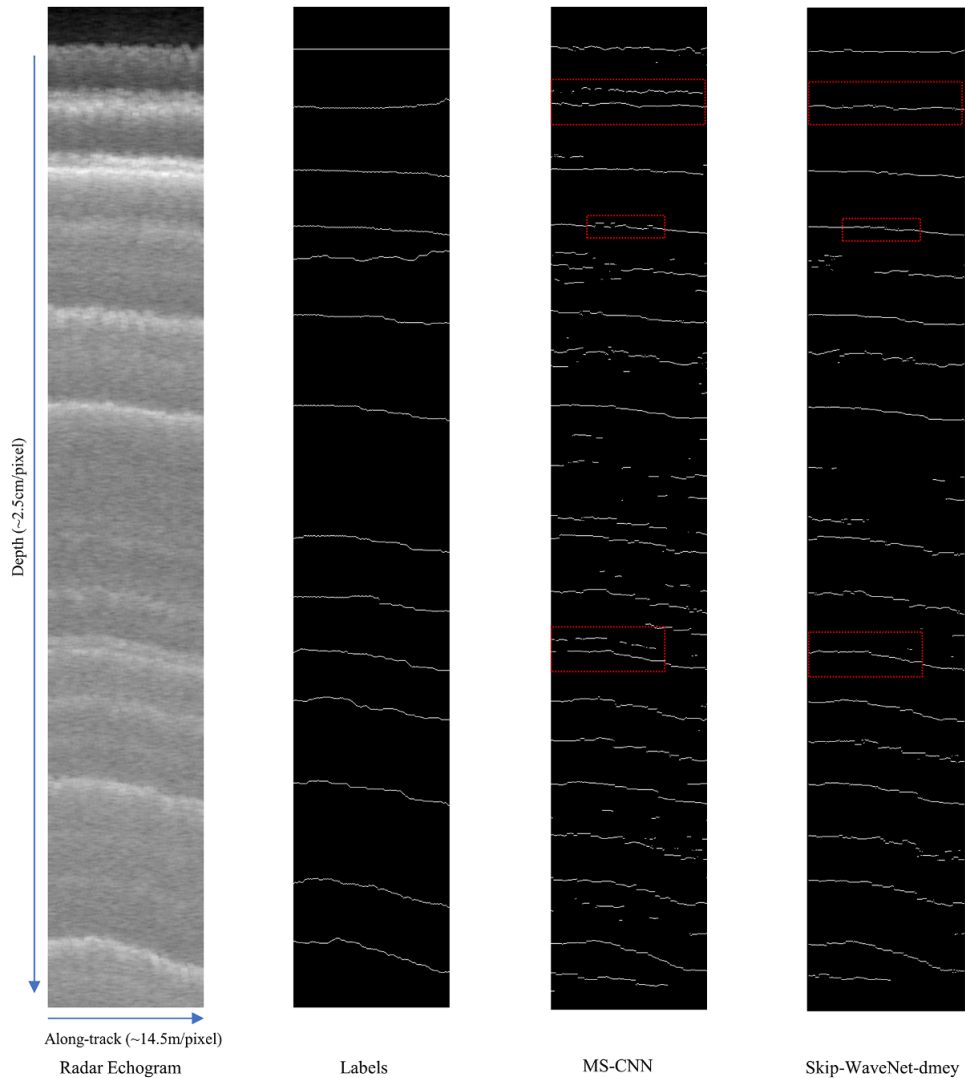 Depth (~2.5cm/pixel)
Along-track (~14.5m/pixel)
Radar Echogram
Labels
MS-CNN
Skip-WaveNet-dmey